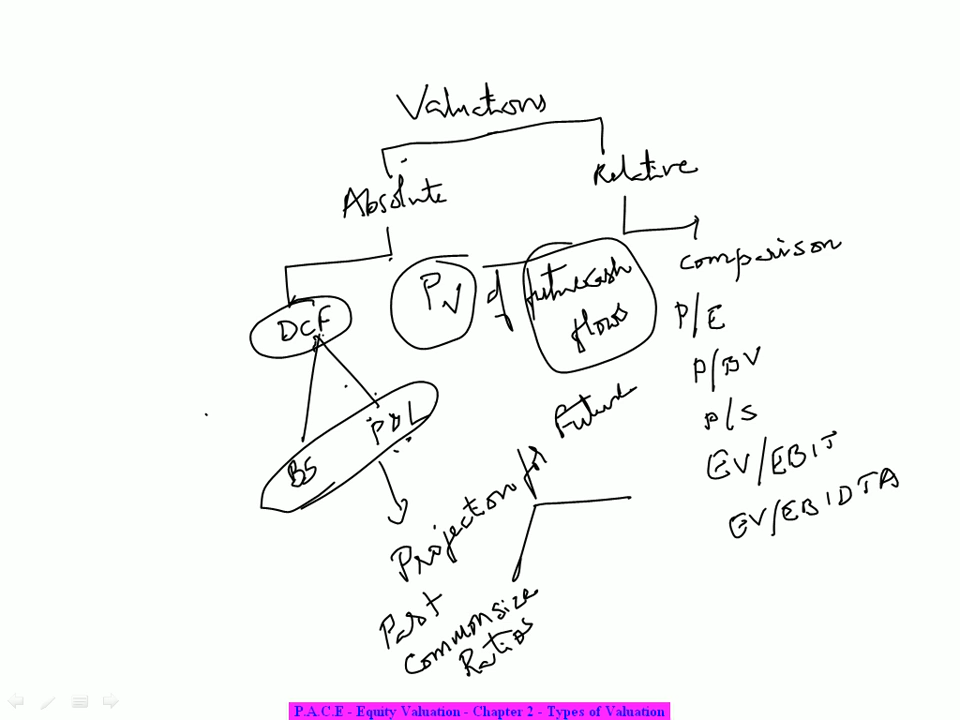 Valuations
Absolute
Relative
DCF
PV of future cash flows
comparison
P/E
P/BV
P/S
EV/EBIT
EV/EBIDTA
BS
P&L
Projection for Future
Past
Common size
Ratios
P.A.C.E - Equity Valuation - Chapter 2 - Types of Valuation